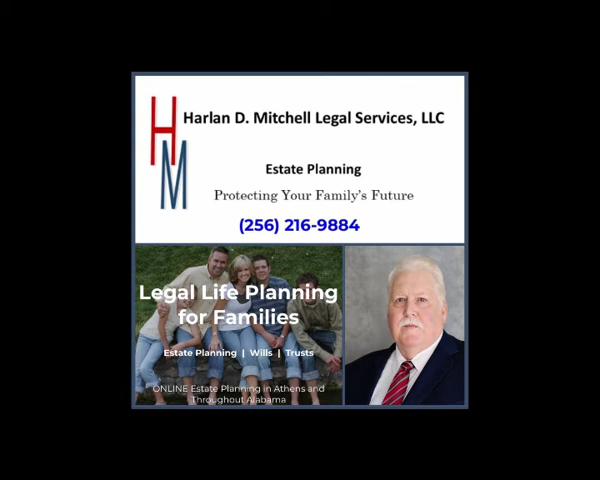 H Harlan D. Mitchell Legal Services, LLC
M
Estate Planning
Protecting Your Family's Future
(256) 216-9884
Legal Life Planning
for Families
Estate Planning | Wills | Trusts
ONLINE Estate Planning in Athens and
Throughout Alabama